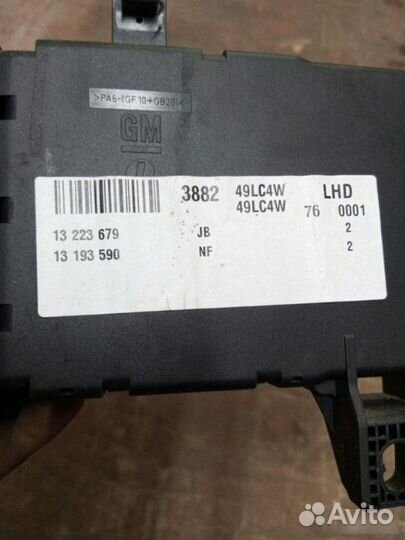 >PA6-(GF10+GB20)<
GM
3882 49LC4W LHD
49LC4W 76 0001
13 223 679 JB 2
13 193 590 NF 2
Avito